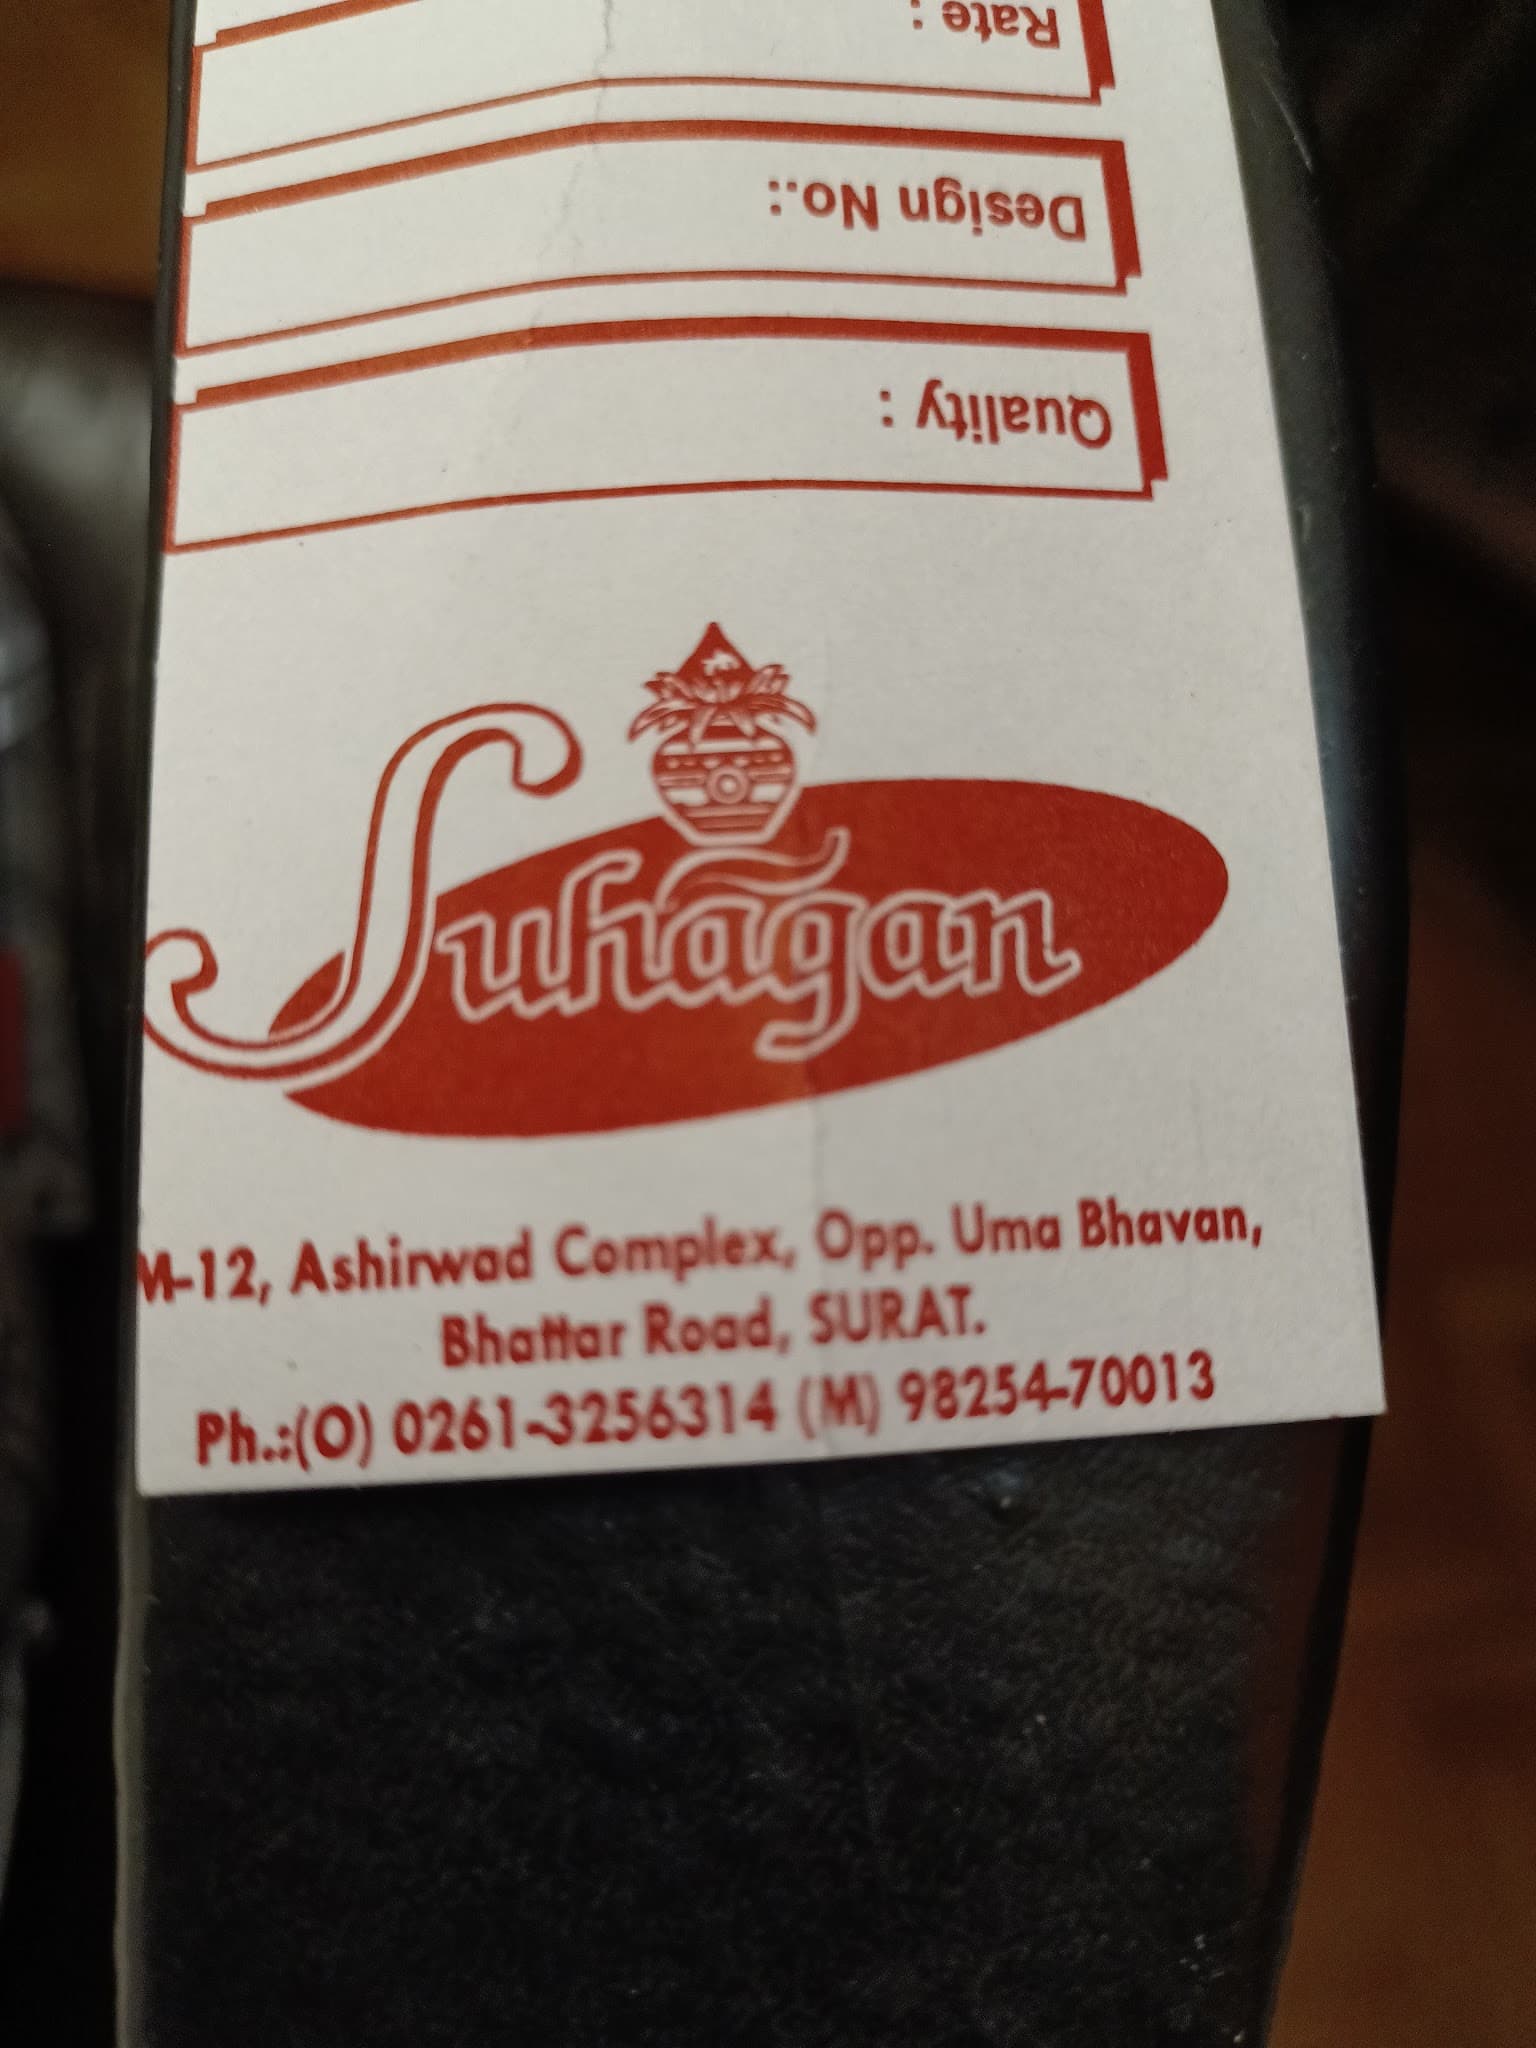 Rate :
Design No.:
Quality :
Suhagan
M-12, Ashirwad Complex, Opp. Uma Bhavan,
Bhattar Road, SURAT.
Ph.:(O) 0261-3256314 (M) 98254-70013